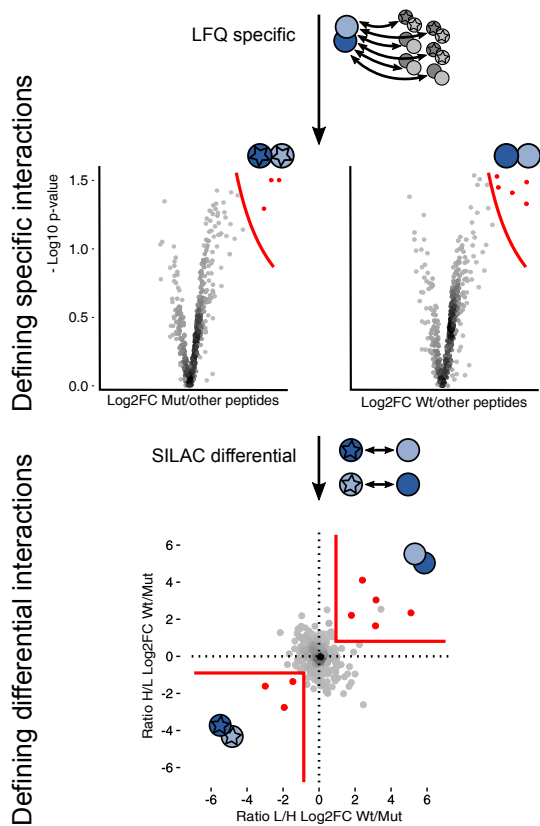 LFQ specific
Defining specific interactions
- Log10 p-value
1.5
1.0
0.5
0.0
Log2FC Mut/other peptides
Log2FC Wt/other peptides
SILAC differential
Defining differential interactions
Ratio H/L Log2FC Wt/Mut
6
4
2
0
-2
-4
-6
-6 -4 -2 0 2 4 6
Ratio L/H Log2FC Wt/Mut